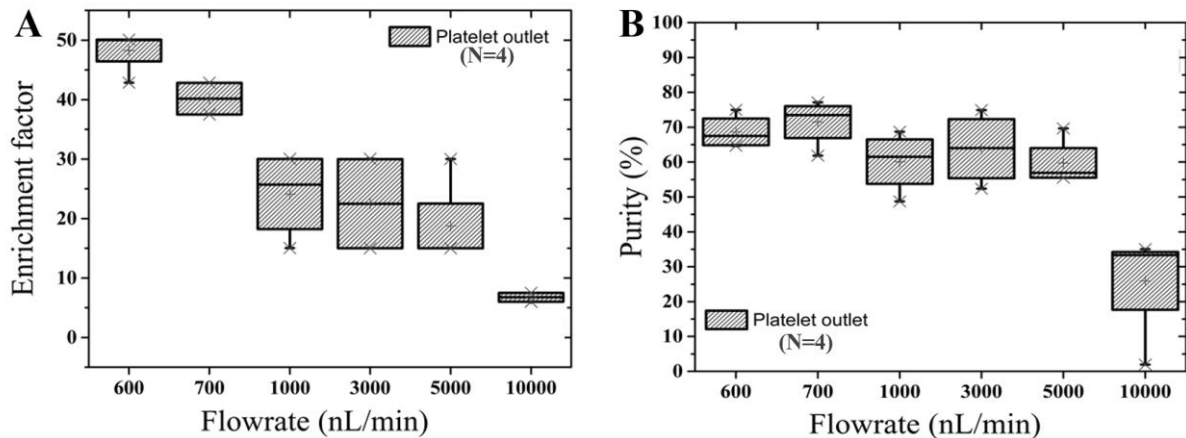 A
Platelet outlet
(N=4)
Enrichment factor
50
40
30
20
10
0
600 700 1000 3000 5000 10000
Flowrate (nL/min)
B
Platelet outlet
(N=4)
Purity (%)
100
90
80
70
60
50
40
30
20
10
0
600 700 1000 3000 5000 10000
Flowrate (nL/min)